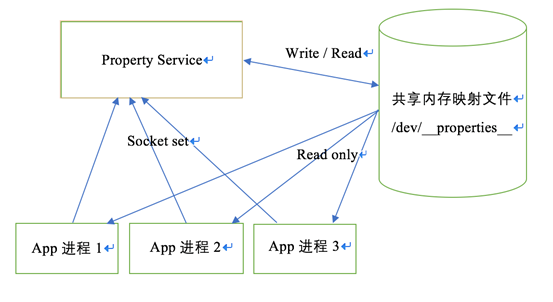 Property Service
Write / Read
共享内存映射文件
/dev/__properties__
Socket set
Read only
App 进程 1
App 进程 2
App 进程 3